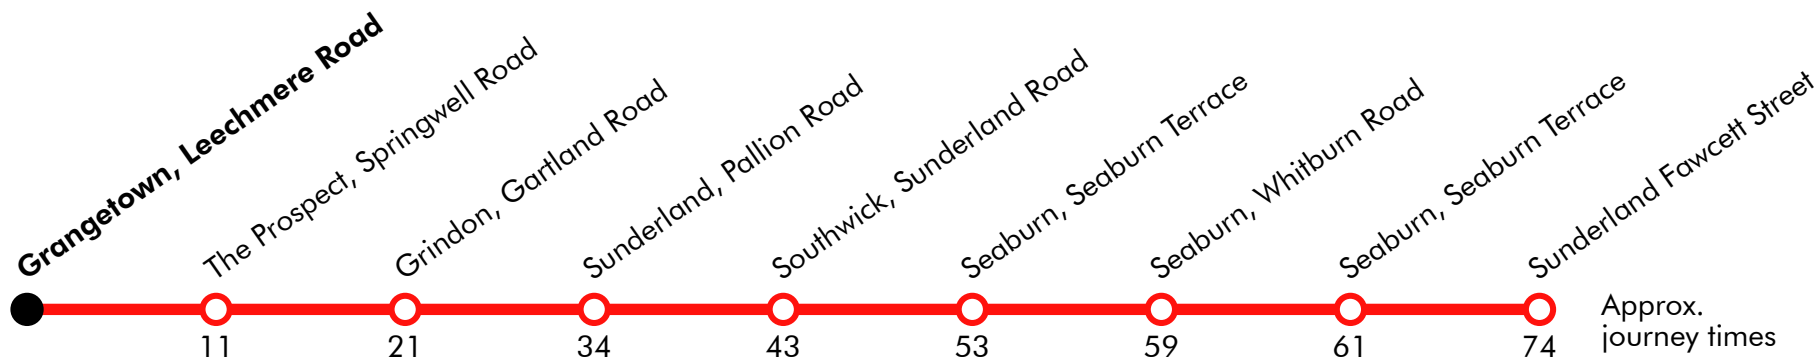 Grangetown, Leechmere Road
The Prospect, Springwell Road
Grindon, Gartland Road
Sunderland, Pallion Road
Southwick, Sunderland Road
Seaburn, Seaburn Terrace
Seaburn, Whitburn Road
Seaburn, Seaburn Terrace
Sunderland Fawcett Street
11 21 34 43 53 59 61 74
Approx.
journey times